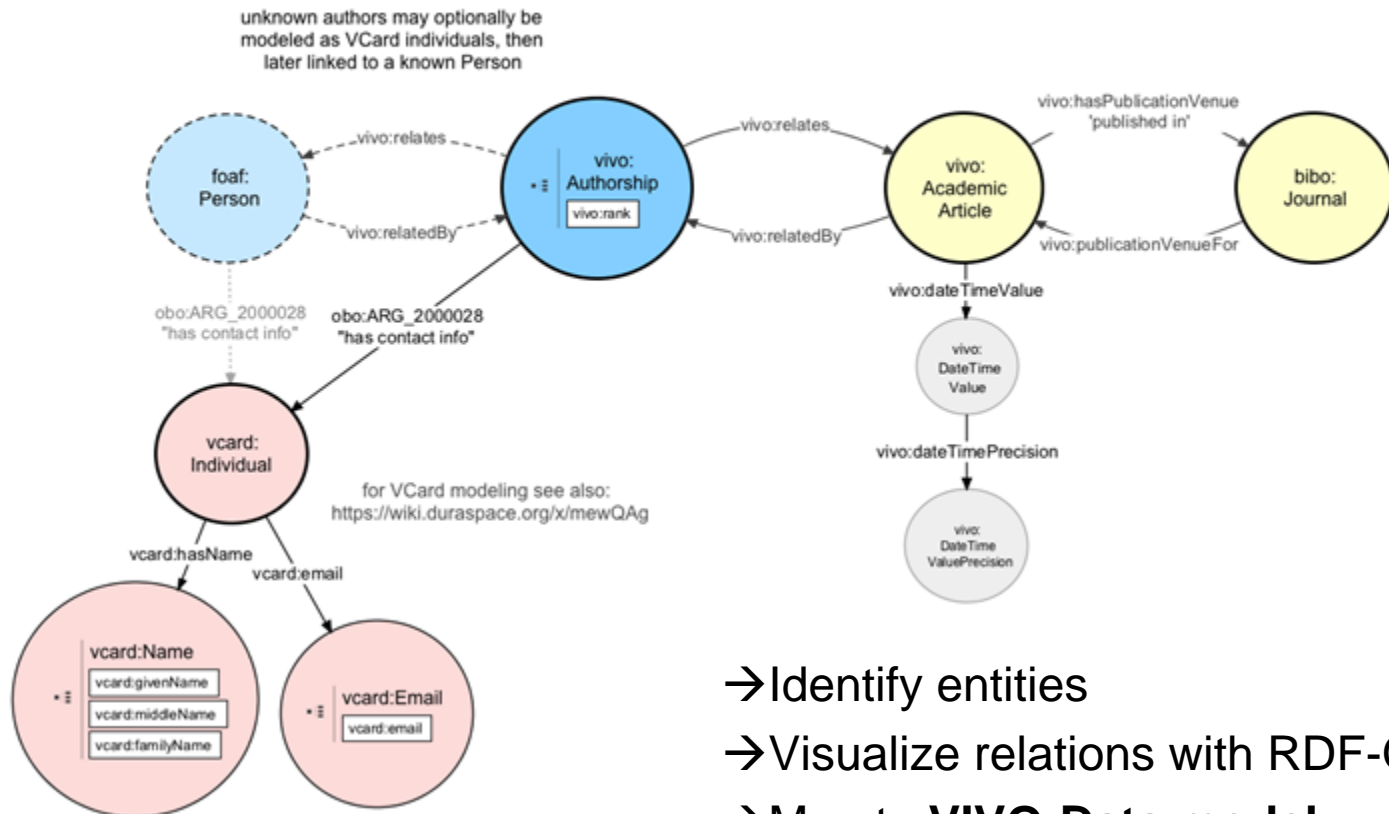 unknown authors may optionally be
modeled as VCard individuals, then
later linked to a known Person
foaf:
Person
vivo:relates
vivo:relatedBy
vivo:
Authorship
vivo:rank
vivo:relates
vivo:relatedBy
vivo:
Academic
Article
vivo:hasPublicationVenue
'published in'
vivo:publicationVenueFor
bibo:
Journal
obo:ARG_2000028
"has contact info"
obo:ARG_2000028
"has contact info"
vivo:dateTimeValue
vivo:
DateTime
Value
vivo:dateTimePrecision
vivo:
DateTime
ValuePrecision
vcard:
Individual
for VCard modeling see also:
https://wiki.duraspace.org/x/mewQAg
vcard:hasName
vcard:email
vcard:Name
vcard:givenName
vcard:middleName
vcard:familyName
vcard:Email
vcard:email
→Identify entities
→Visualize relations with